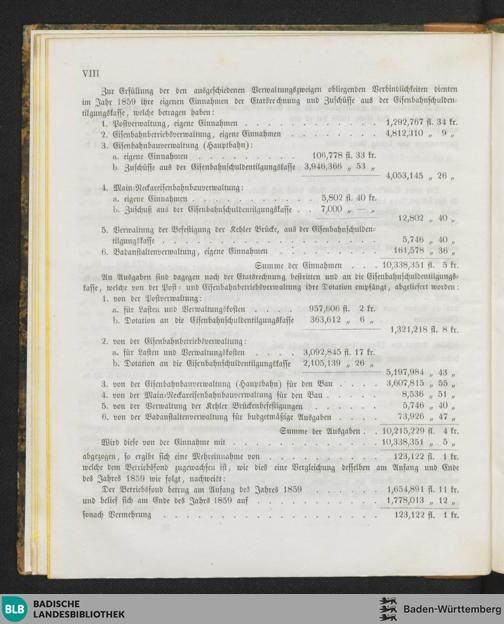 VIII
Zur Erfüllung der den ausgeschiedenen Verwaltungszweigen obliegenden Verbindlichkeiten dienten
im Jahr 1859 ihre eigenen Einnahmen der Etatsrechnung und Zuschüsse aus der Eisenbahnschulden-
tilgungskasse, welche betragen haben:
1. Postverwaltung, eigene Einnahmen . . . . . . . . . . 1,292,767 fl. 34 kr.
2. Eisenbahnbetriebsverwaltung, eigene Einnahmen . . . . . . . 4,812,310 „ 9 „
3. Eisenbahnbauverwaltung (Hauptbahn):
a. eigene Einnahmen . . . . . . . . 106,778 fl. 33 kr.
b. Zuschüsse aus der Eisenbahnschuldentilgungskasse 3,946,366 „ 53 „
4,053,145 „ 26 „
4. Main-Neckareisenbahnbauverwaltung:
a. eigene Einnahmen . . . . . . . . . 5,802 fl. 40 kr.
b. Zuschuß aus der Eisenbahnschuldentilgungskasse . . 7,000 „ — „
12,802 „ 40 „
5. Verwaltung der Befestigung der Kehler Brücke, aus der Eisenbahnschulden-
tilgungskasse . . . . . . . . . . . . . . 5,746 „ 40 „
6. Badanstaltenverwaltung, eigene Einnahmen . . . . . . . 161,578 „ 36 „
Summe der Einnahmen . . . 10,338,351 fl. 5 kr.
An Ausgaben sind dagegen nach der Etatsrechnung bestritten und an die Eisenbahnschuldentilgungs-
kasse, welche von der Post- und Eisenbahnbetriebsverwaltung ihre Dotation empfängt, abgeliefert worden:
1. von der Postverwaltung:
a. für Lasten und Verwaltungskosten . . . . 957,606 fl. 2 kr.
b. Dotation an die Eisenbahnschuldentilgungskasse 363,612 „ 6 „
1,321,218 fl. 8 kr.
2. von der Eisenbahnbetriebsverwaltung:
a. für Lasten und Verwaltungskosten . . . . 3,092,845 fl. 17 kr.
b. Dotation an die Eisenbahnschuldentilgungskasse 2,105,139 „ 26 „
5,197,984 „ 43 „
3. von der Eisenbahnbauverwaltung (Hauptbahn) für den Bau . . . . 3,607,815 „ 55 „
4. von der Main-Neckareisenbahnbauverwaltung für den Bau . . . . . 8,536 „ 51 „
5. von der Verwaltung der Kehler Brückenbefestigungen . . . . . . 5,746 „ 40 „
6. von der Badanstaltenverwaltung für budgetmäßige Ausgaben . . . . 73,926 „ 47 „
Summe der Ausgaben . . 10,215,229 fl. 4 kr.
Wird diese von der Einnahme mit . . . . . . . . . . . 10,338,351 „ 5 „
abgezogen, so ergibt sich eine Mehreinnahme von . . . . . . . . . 123,122 fl. 1 kr.
welche dem Betriebsfond zugewachsen ist, wie dies eine Vergleichung desselben am Anfang und Ende
des Jahres 1859 wie folgt, nachweist:
Der Betriebsfond betrug am Anfang des Jahres 1859 . . . . . . 1,654,891 fl. 11 kr.
und belief sich am Ende des Jahres 1859 auf . . . . . . . . . . 1,778,013 „ 12 „
sonach Vermehrung . . . . . . . . . . . . . . . . 123,122 fl. 1 kr.
BLB
BADISCHE
LANDESBIBLIOTHEK
Baden-Württemberg